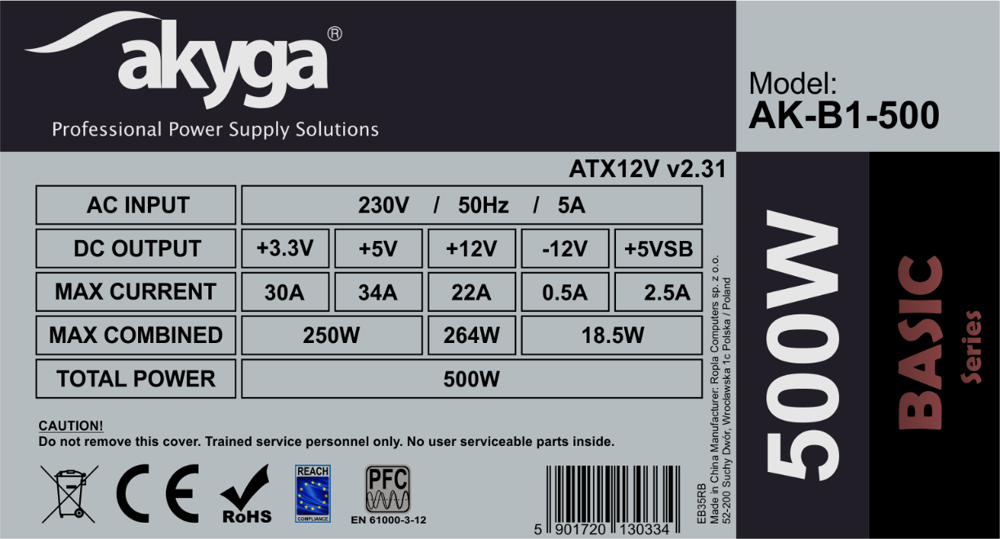 akyga®
Professional Power Supply Solutions
Model:
AK-B1-500
ATX12V v2.31
AC INPUT 230V / 50Hz / 5A
DC OUTPUT +3.3V +5V +12V -12V +5VSB
MAX CURRENT 30A 34A 22A 0.5A 2.5A
MAX COMBINED 250W 264W 18.5W
TOTAL POWER 500W
CAUTION!
Do not remove this cover. Trained service personnel only. No user serviceable parts inside.
CE
RoHS
REACH
COMPLIANCE
PFC
EN 61000-3-12
5 901720 130334
EB35RB
Made in China Manufacturer: Ropla Computers sp. z o.o.
52-200 Suchy Dwór, Wrocławska 1c Polska / Poland
500W
BASIC
Series